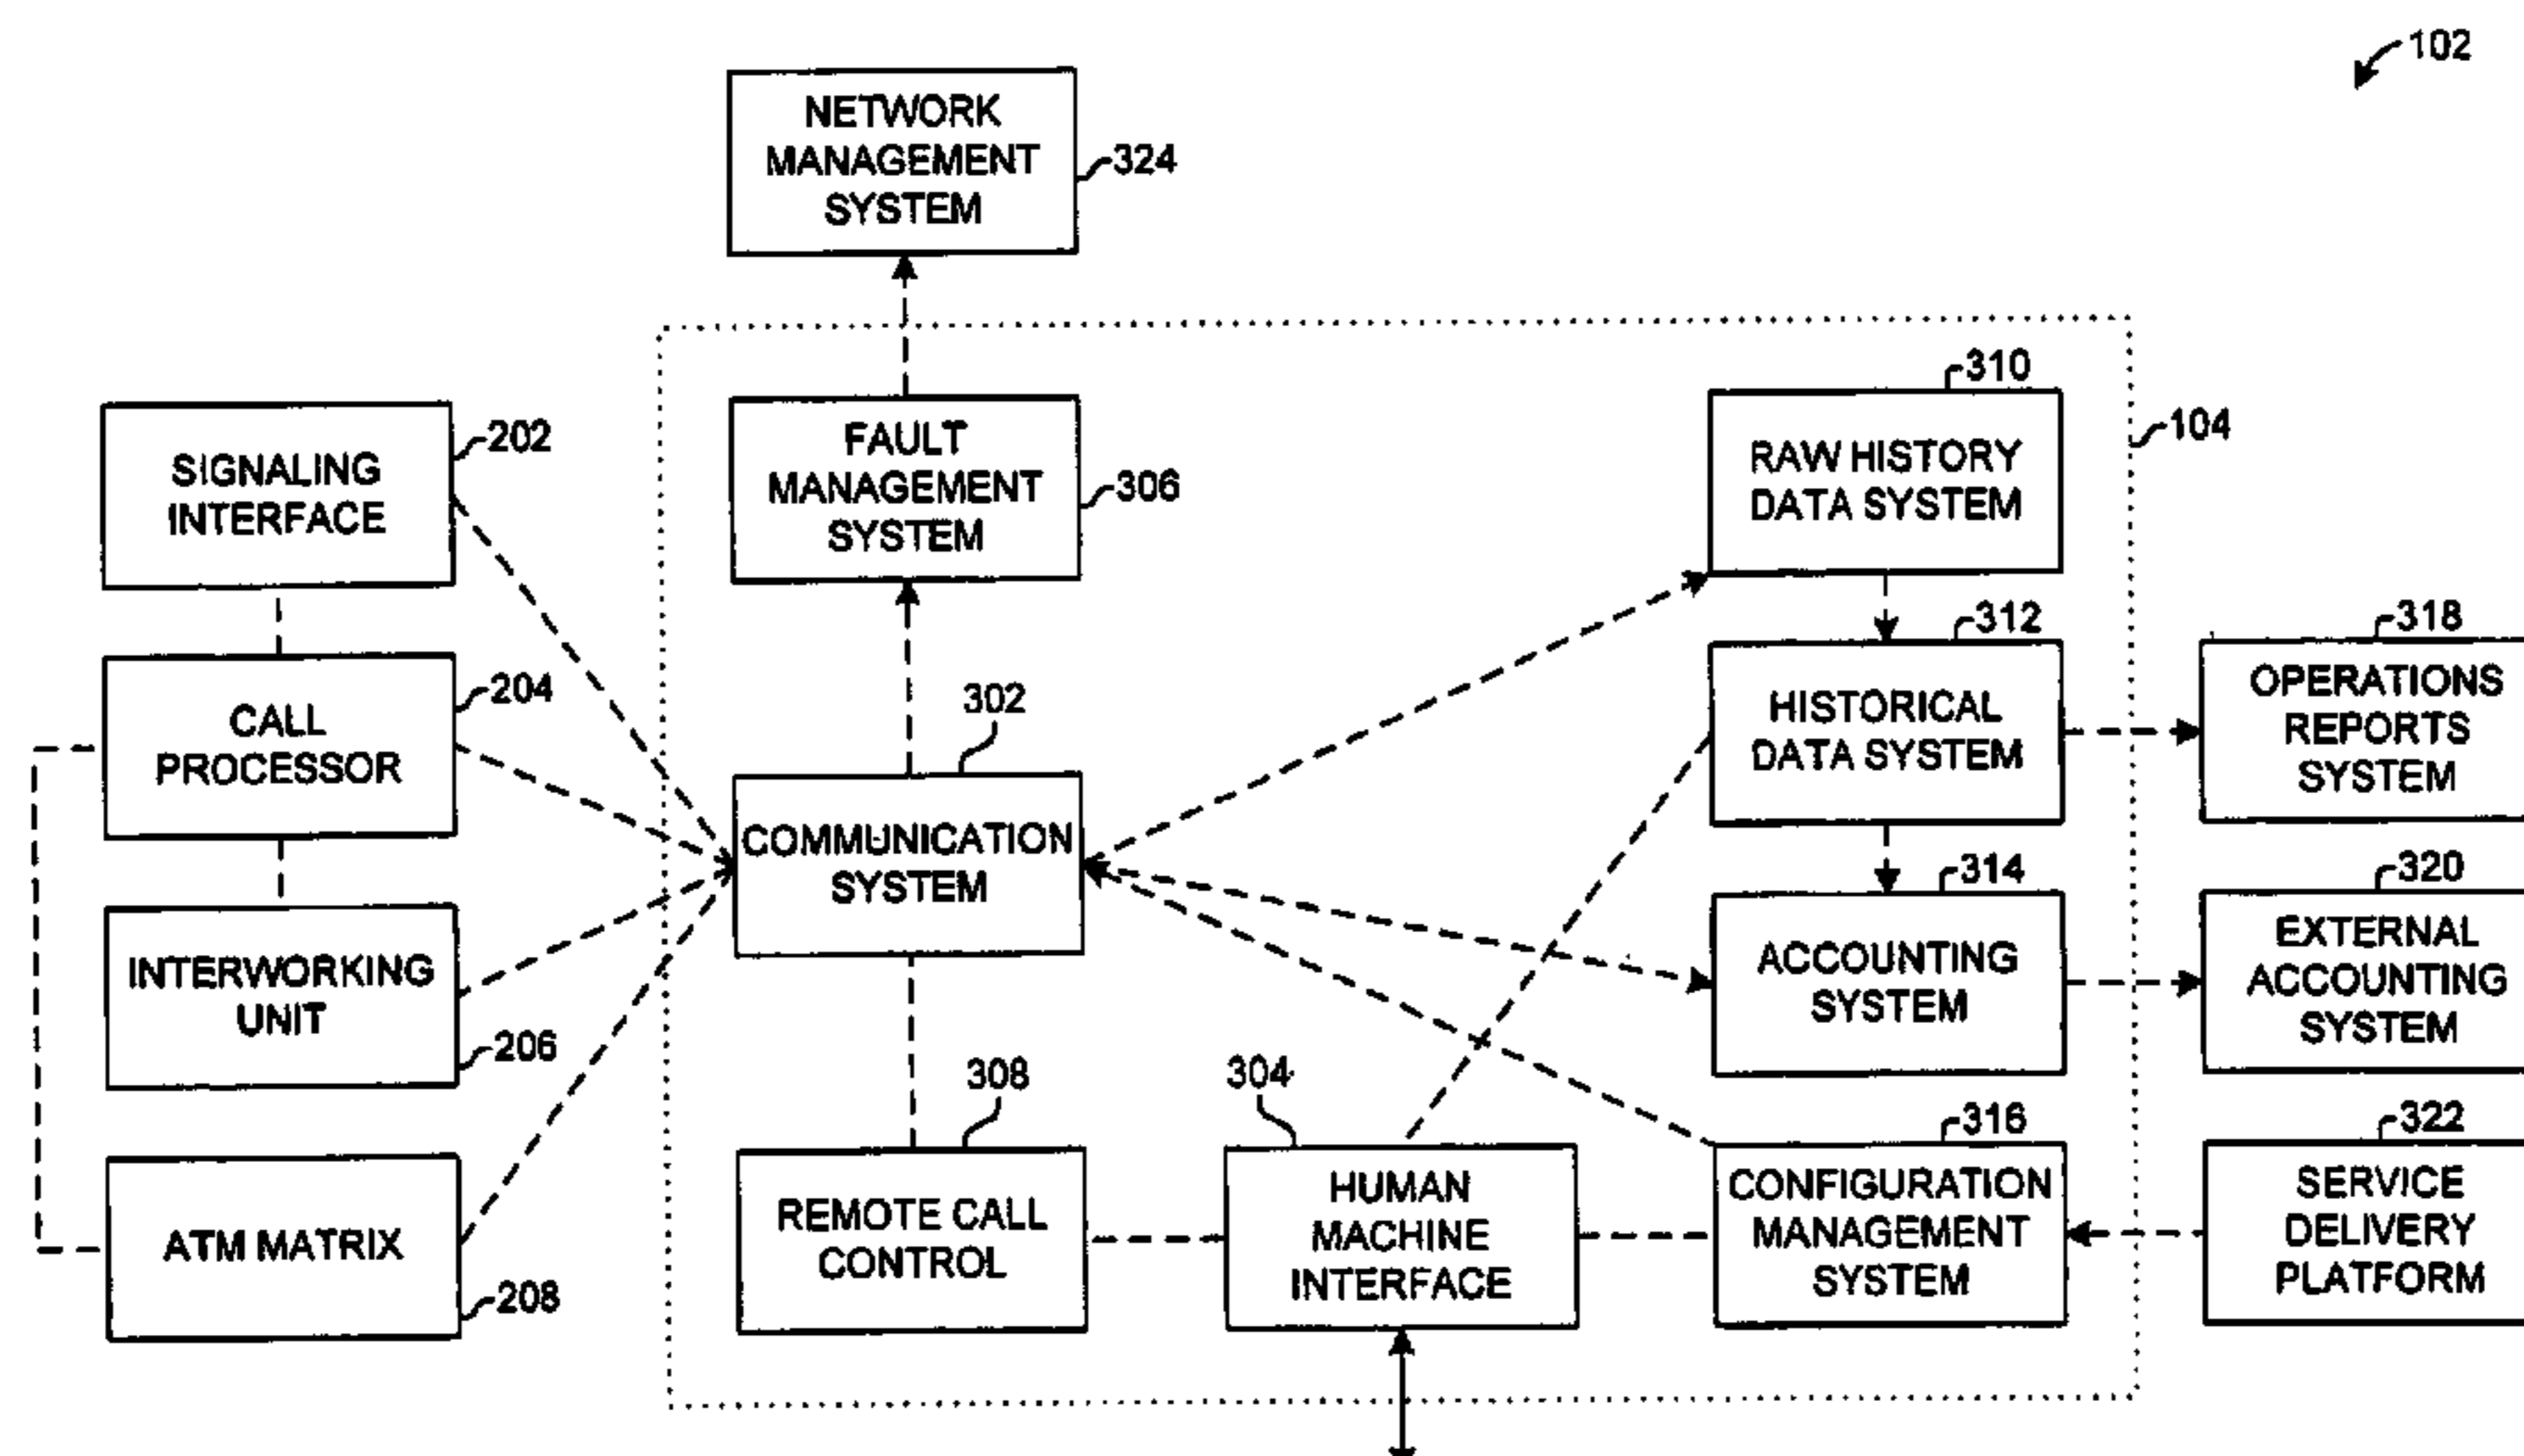 102
NETWORK
MANAGEMENT
SYSTEM
324
FAULT
MANAGEMENT
SYSTEM
306
310
RAW HISTORY
DATA SYSTEM
104
SIGNALING
INTERFACE
202
312
HISTORICAL
DATA SYSTEM
318
OPERATIONS
REPORTS
SYSTEM
CALL
PROCESSOR
204
302
COMMUNICATION
SYSTEM
314
ACCOUNTING
SYSTEM
320
EXTERNAL
ACCOUNTING
SYSTEM
INTERWORKING
UNIT
206
308
REMOTE CALL
CONTROL
304
HUMAN
MACHINE
INTERFACE
316
CONFIGURATION
MANAGEMENT
SYSTEM
322
SERVICE
DELIVERY
PLATFORM
ATM MATRIX
208